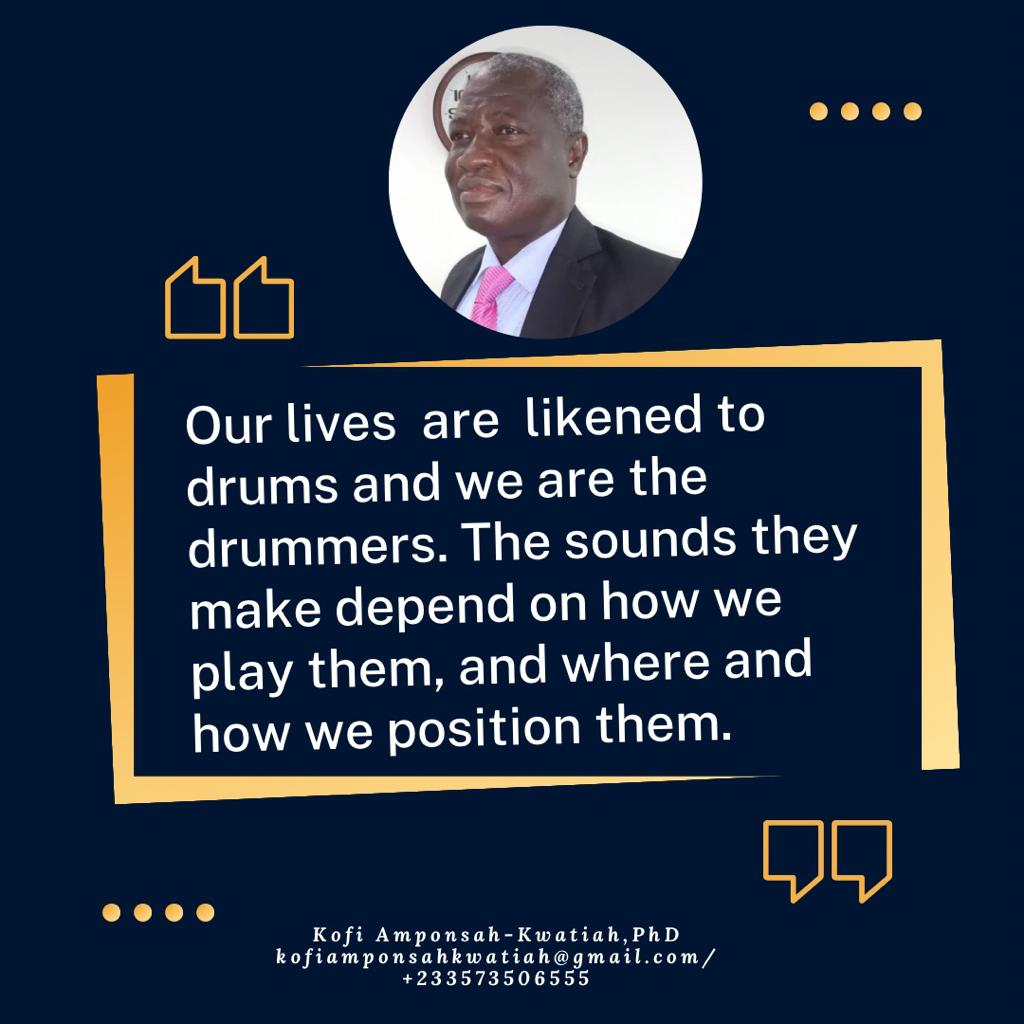 Our lives are likened to
drums and we are the
drummers. The sounds they
make depend on how we
play them, and where and
how we position them.
Kofi Amponsah-Kwatiah,PhD
kofiamponsahkwatiah@gmail.com/
+233573506555